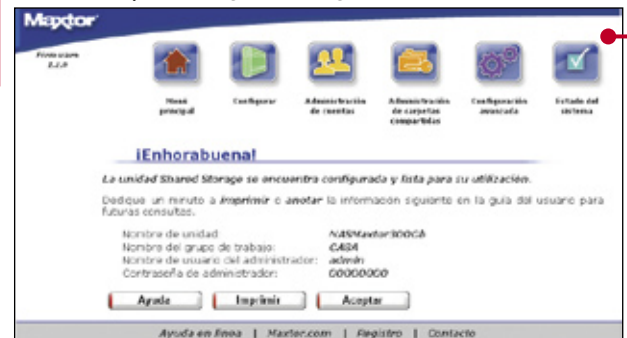 Maxtor
Firmware
Menú
principal
Configurar
Administración
de cuentas
Administración
de carpetas
compartidas
Configuración
avanzada
Estado del
sistema
¡Enhorabuena!
La unidad Shared Storage se encuentra configurada y lista para su utilización.
Dedique un minuto a imprimir o anotar la información siguiente en la guía del usuario para
futuras consultas.
Nombre de unidad: NASMaxtor300Gb
Nombre del grupo de trabajo: CASA
Nombre de usuario del administrador: admin
Contraseña de administrador: 00000000
Ayuda Imprimir Aceptar
Ayuda en línea | Maxtor.com | Registro | Contacto